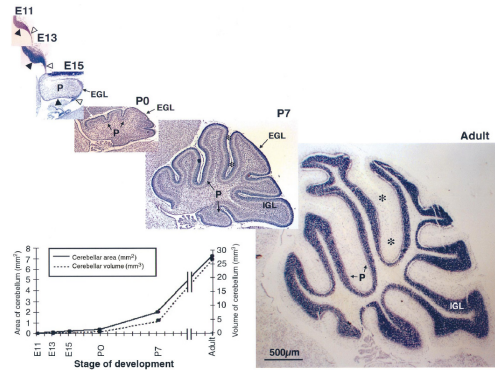 E11
E13
E15
P
EGL
P0
EGL
P
P7
EGL
*
*
P
IGL
Adult
*
*
P
IGL
500µm
Cerebellar area (mm²)
Cerebellar volume (mm³)
Area of cerebellum (mm²)
8
7
6
5
4
3
2
1
0
Volume of cerebellum (mm³)
30
25
20
15
10
5
0
E11
E13
E15
PO
P7
Adult
Stage of development